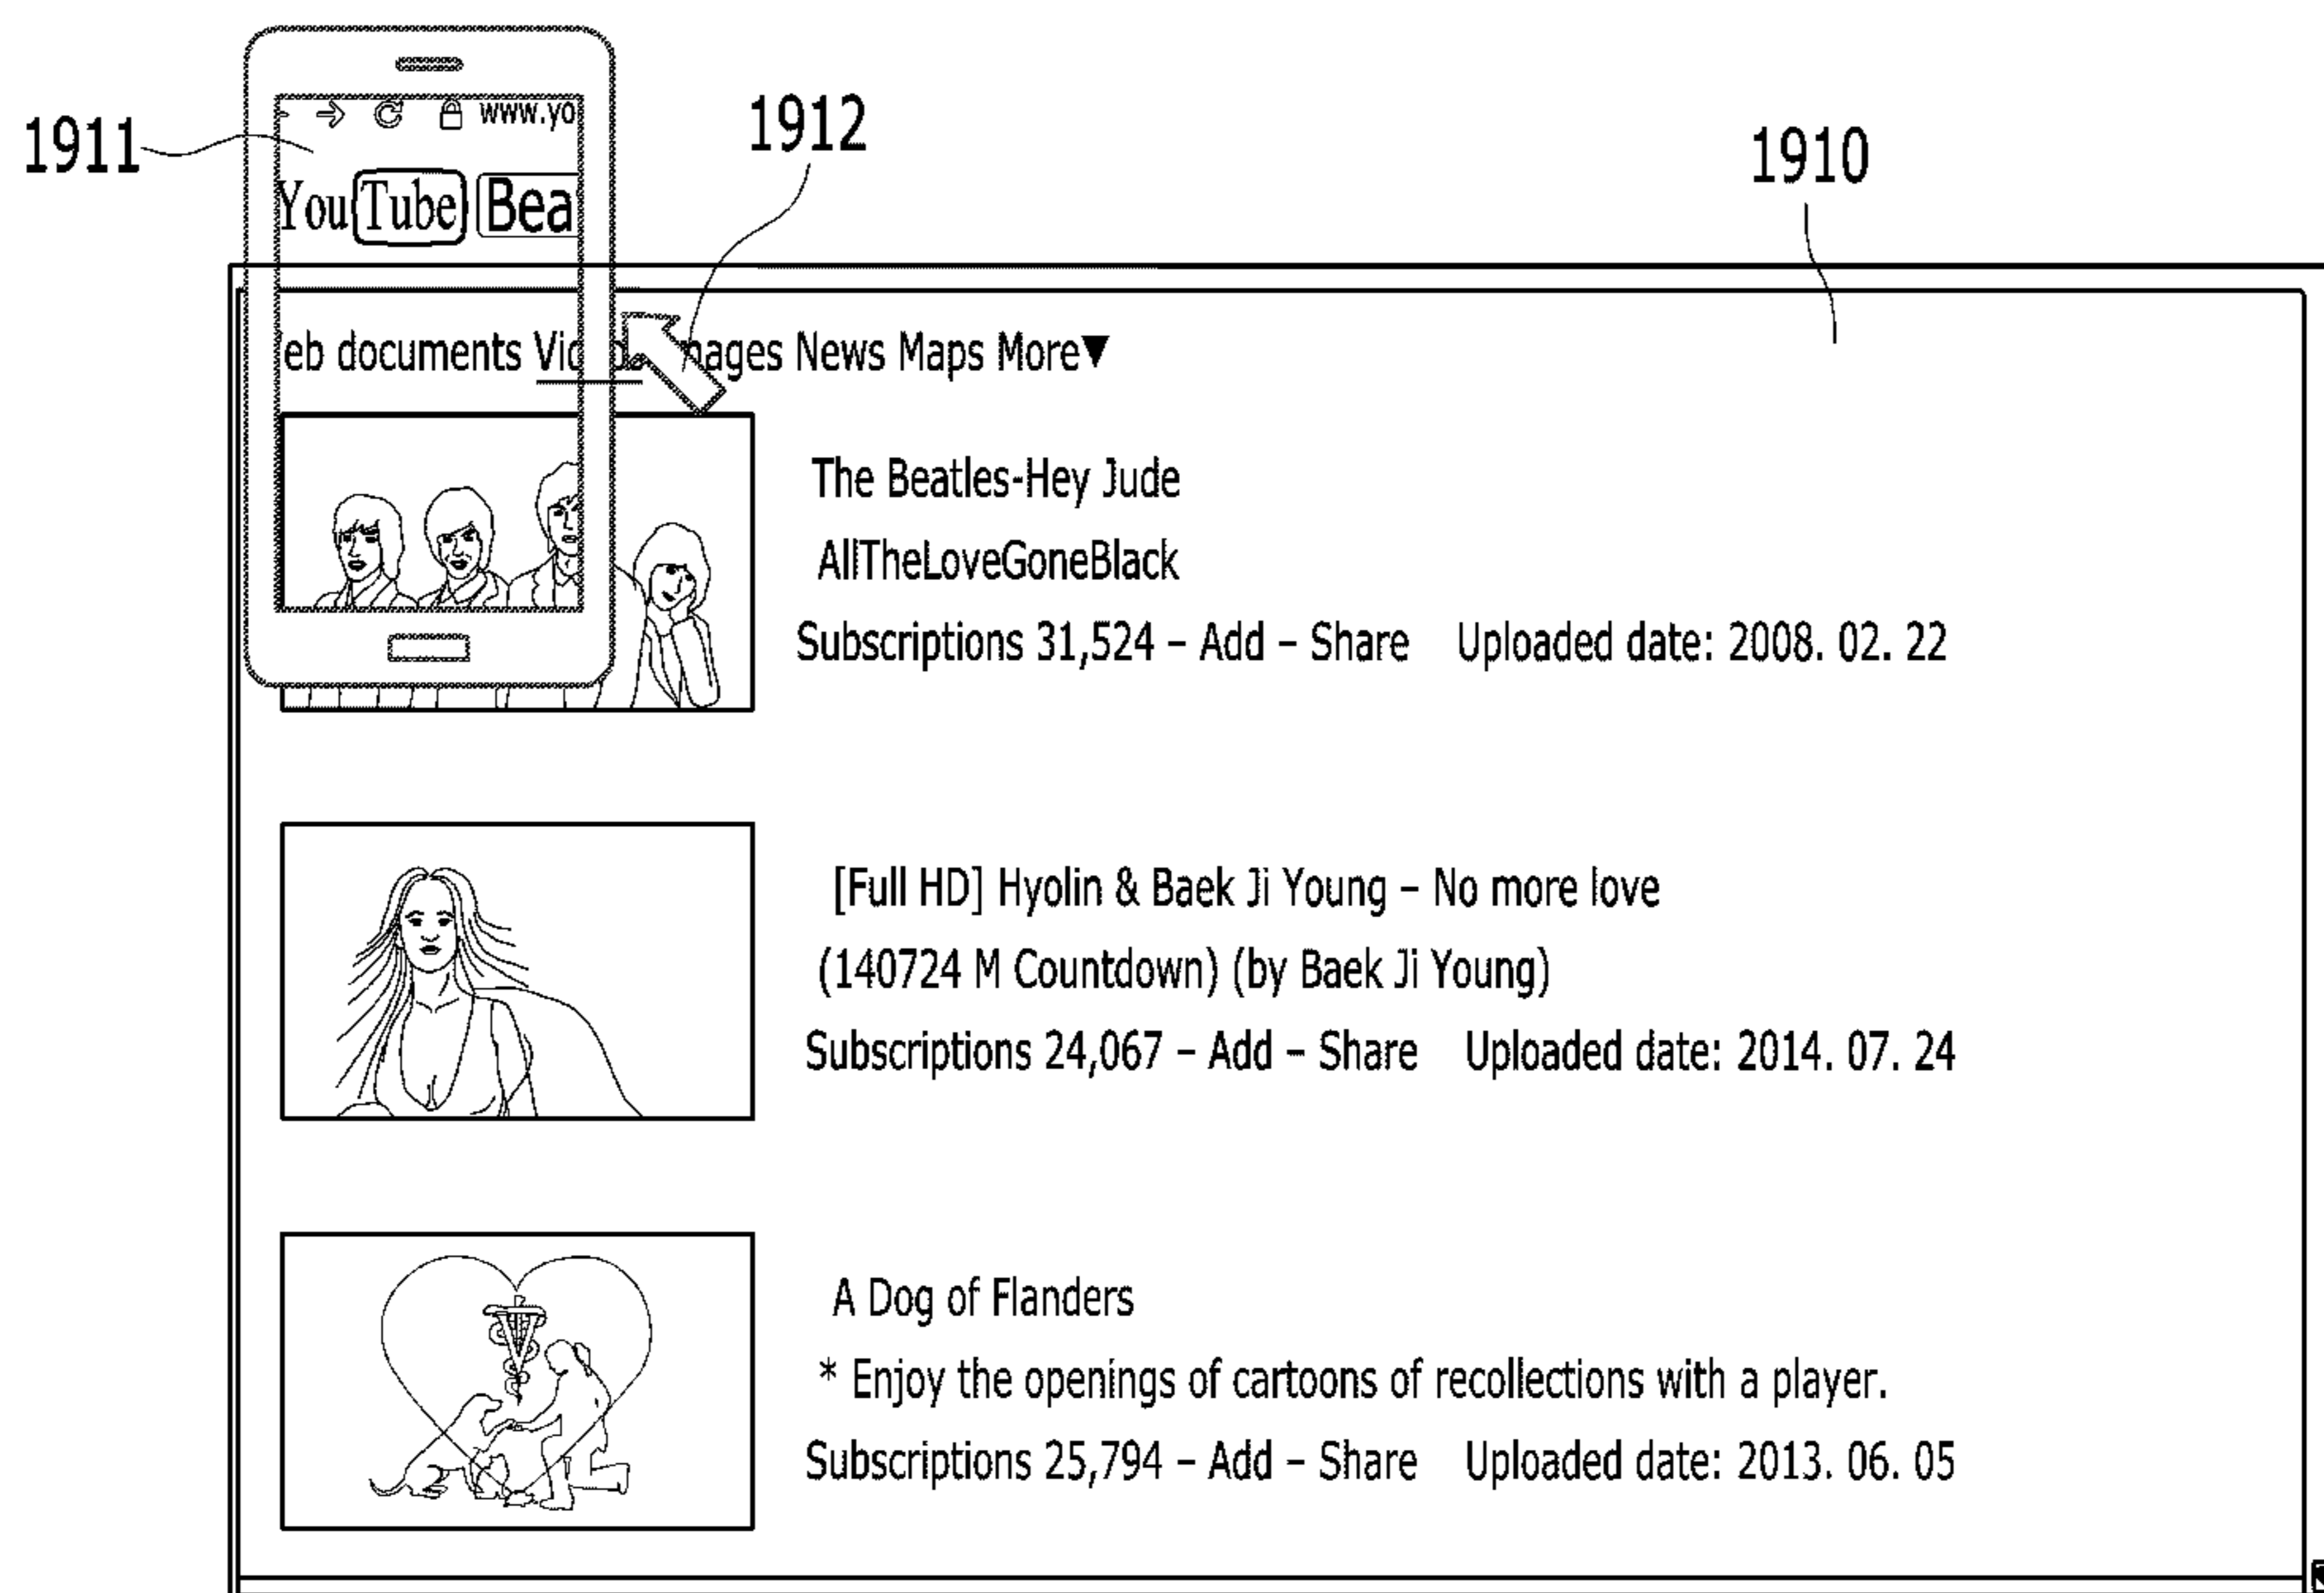 1911
1912
1910
www.yo
YouTube Bea
eb documents Vid ages News Maps More▼
The Beatles-Hey Jude
AllTheLoveGoneBlack
Subscriptions 31,524 – Add – Share Uploaded date: 2008. 02. 22
[Full HD] Hyolin & Baek Ji Young – No more love
(140724 M Countdown) (by Baek Ji Young)
Subscriptions 24,067 – Add – Share Uploaded date: 2014. 07. 24
A Dog of Flanders
* Enjoy the openings of cartoons of recollections with a player.
Subscriptions 25,794 – Add – Share Uploaded date: 2013. 06. 05